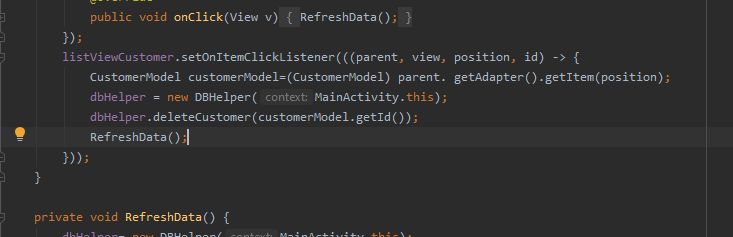 @Override
public void onClick(View v) { RefreshData(); }
});
listViewCustomer.setOnItemClickListener(((parent, view, position, id) -> {
CustomerModel customerModel=(CustomerModel) parent. getAdapter().getItem(position);
dbHelper = new DBHelper( context: MainActivity.this);
dbHelper.deleteCustomer(customerModel.getId());
RefreshData();
}));
}
private void RefreshData() {
dbHelper= new DBHelper( context: MainActivity.this);